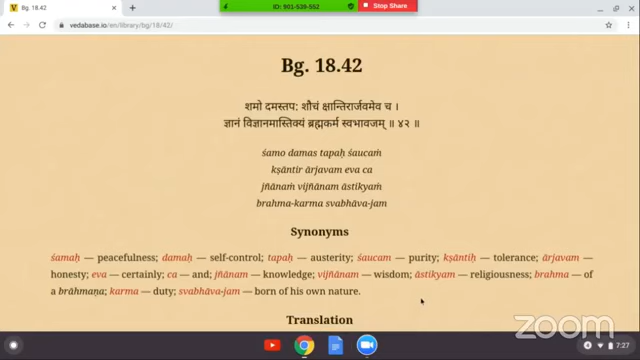 Bg. 18.42
ID: 901-539-552
Stop Share
vedabase.io/en/library/bg/18/42/
Bg. 18.42
शमो दमस्तप: शौचं क्षान्तिरार्जवमेव च ।
ज्ञानं विज्ञानमास्तिक्यं ब्रह्मकर्म स्वभावजम् ॥ ४२ ॥
śamo damas tapaḥ śaucaṁ
kṣāntir ārjavam eva ca
jñānaṁ vijñānam āstikyaṁ
brahma-karma svabhāva-jam
Synonyms
śamaḥ — peacefulness; damaḥ — self-control; tapaḥ — austerity; śaucam — purity; kṣāntiḥ — tolerance; ārjavam —
honesty; eva — certainly; ca — and; jñānam — knowledge; vijñānam — wisdom; āstikyam — religiousness; brahma — of
a brāhmaṇa; karma — duty; svabhāva-jam — born of his own nature.
Translation
zoom
7:27